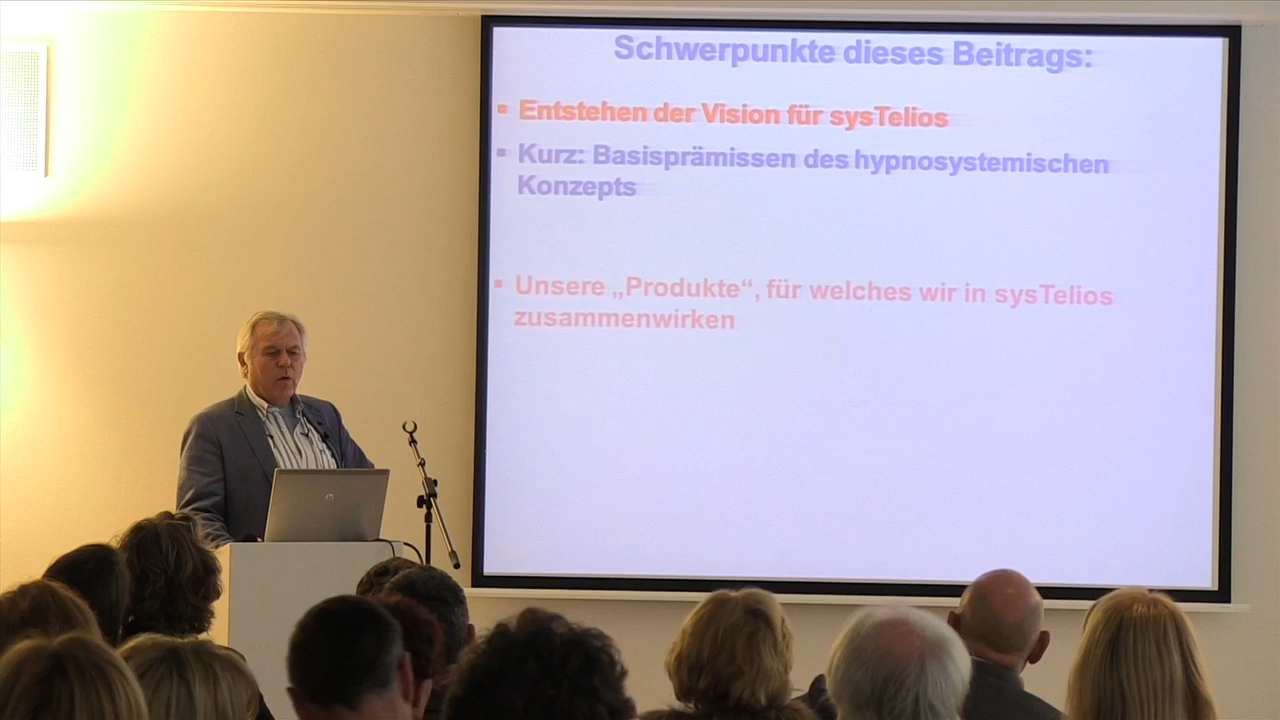 Schwerpunkte dieses Beitrags:
▪ Entstehen der Vision für sysTelios
▪ Kurz: Basisprämissen des hypnosystemischen
Konzepts
▪ Unsere „Produkte“, für welches wir in sysTelios
zusammenwirken
hp